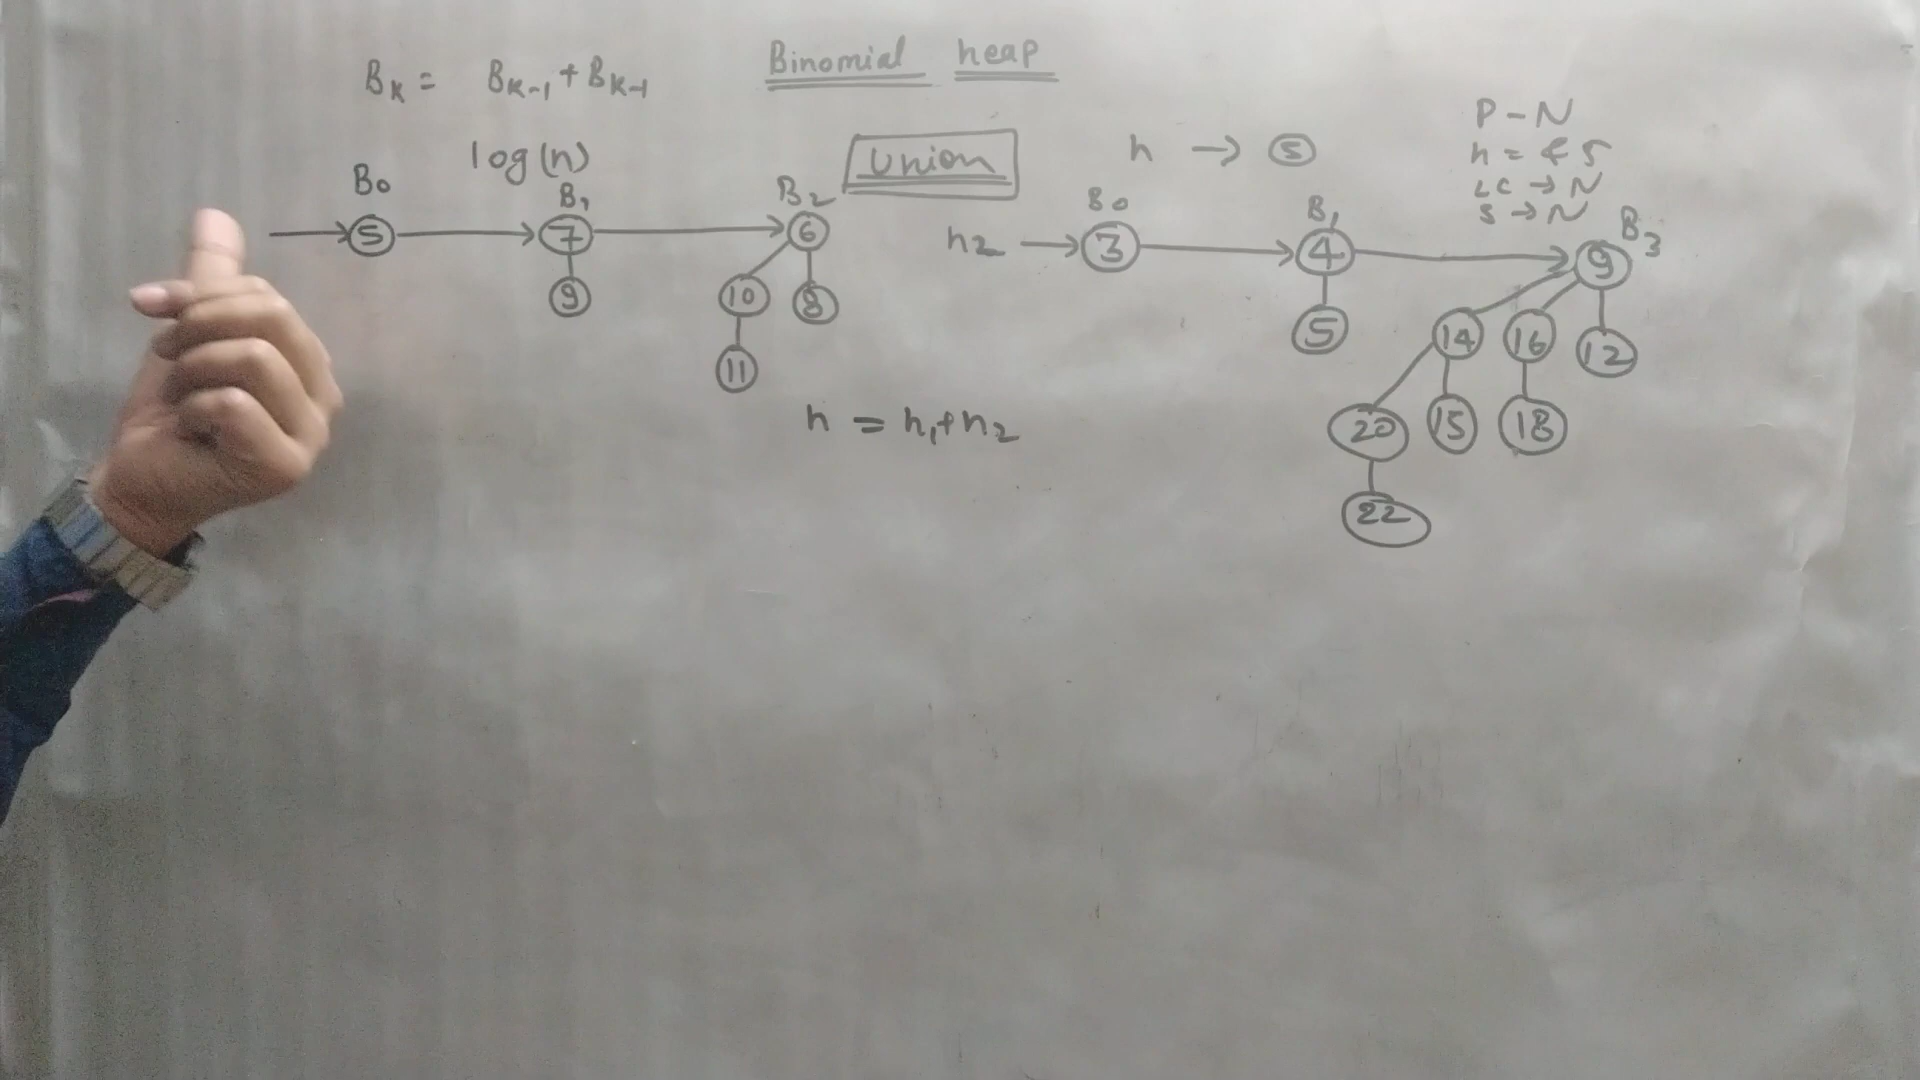 Binomial heap
Bk = Bk-1 + Bk-1
log(n)
Union
h → 5
P - N
h = & 5
LC → N
S → N
B0 B1 B2
5 7 6
9 10 8
11
h = h1+h2
B0 B1 B3
h2 → 3 4 9
5 14 16 12
20 15 18
22